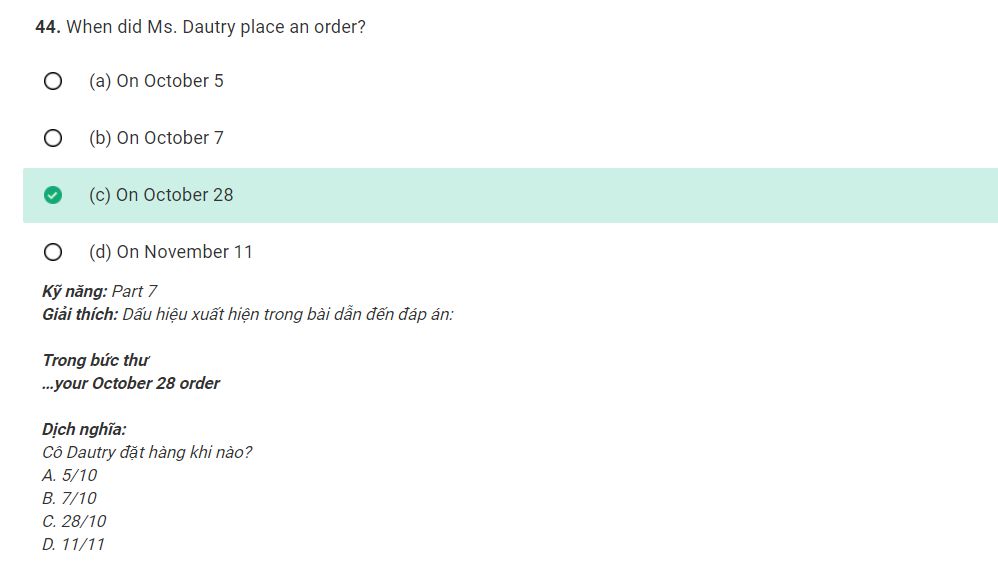 44. When did Ms. Dautry place an order?
(a) On October 5
(b) On October 7
(c) On October 28
(d) On November 11
Kỹ năng: Part 7
Giải thích: Dấu hiệu xuất hiện trong bài dẫn đến đáp án:
Trong bức thư
...your October 28 order
Dịch nghĩa:
Cô Dautry đặt hàng khi nào?
A. 5/10
B. 7/10
C. 28/10
D. 11/11